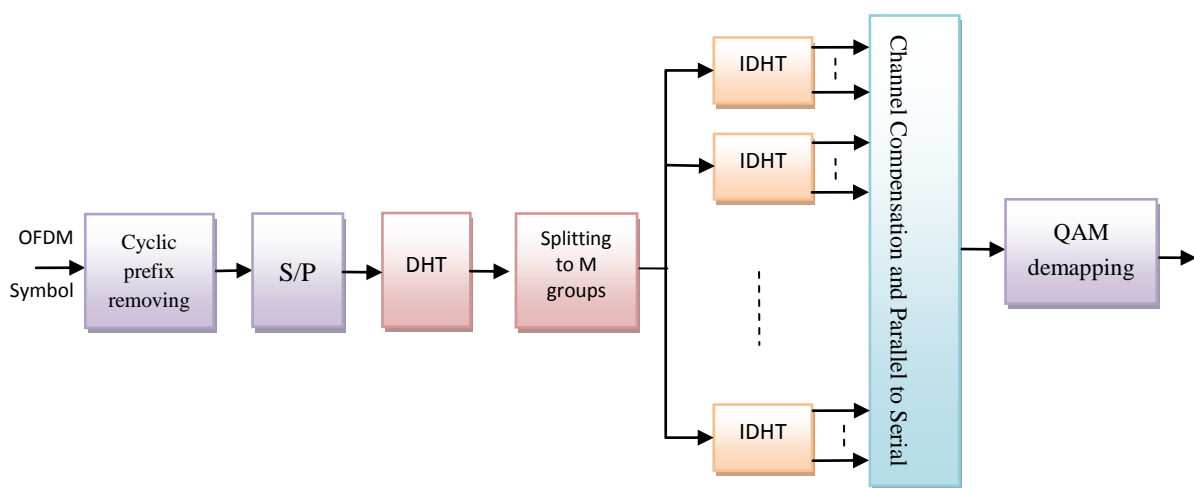 OFDM
Symbol
Cyclic
prefix
removing
S/P
DHT
Splitting
to M
groups
IDHT
IDHT
IDHT
Channel Compensation and Parallel to Serial
QAM
demapping